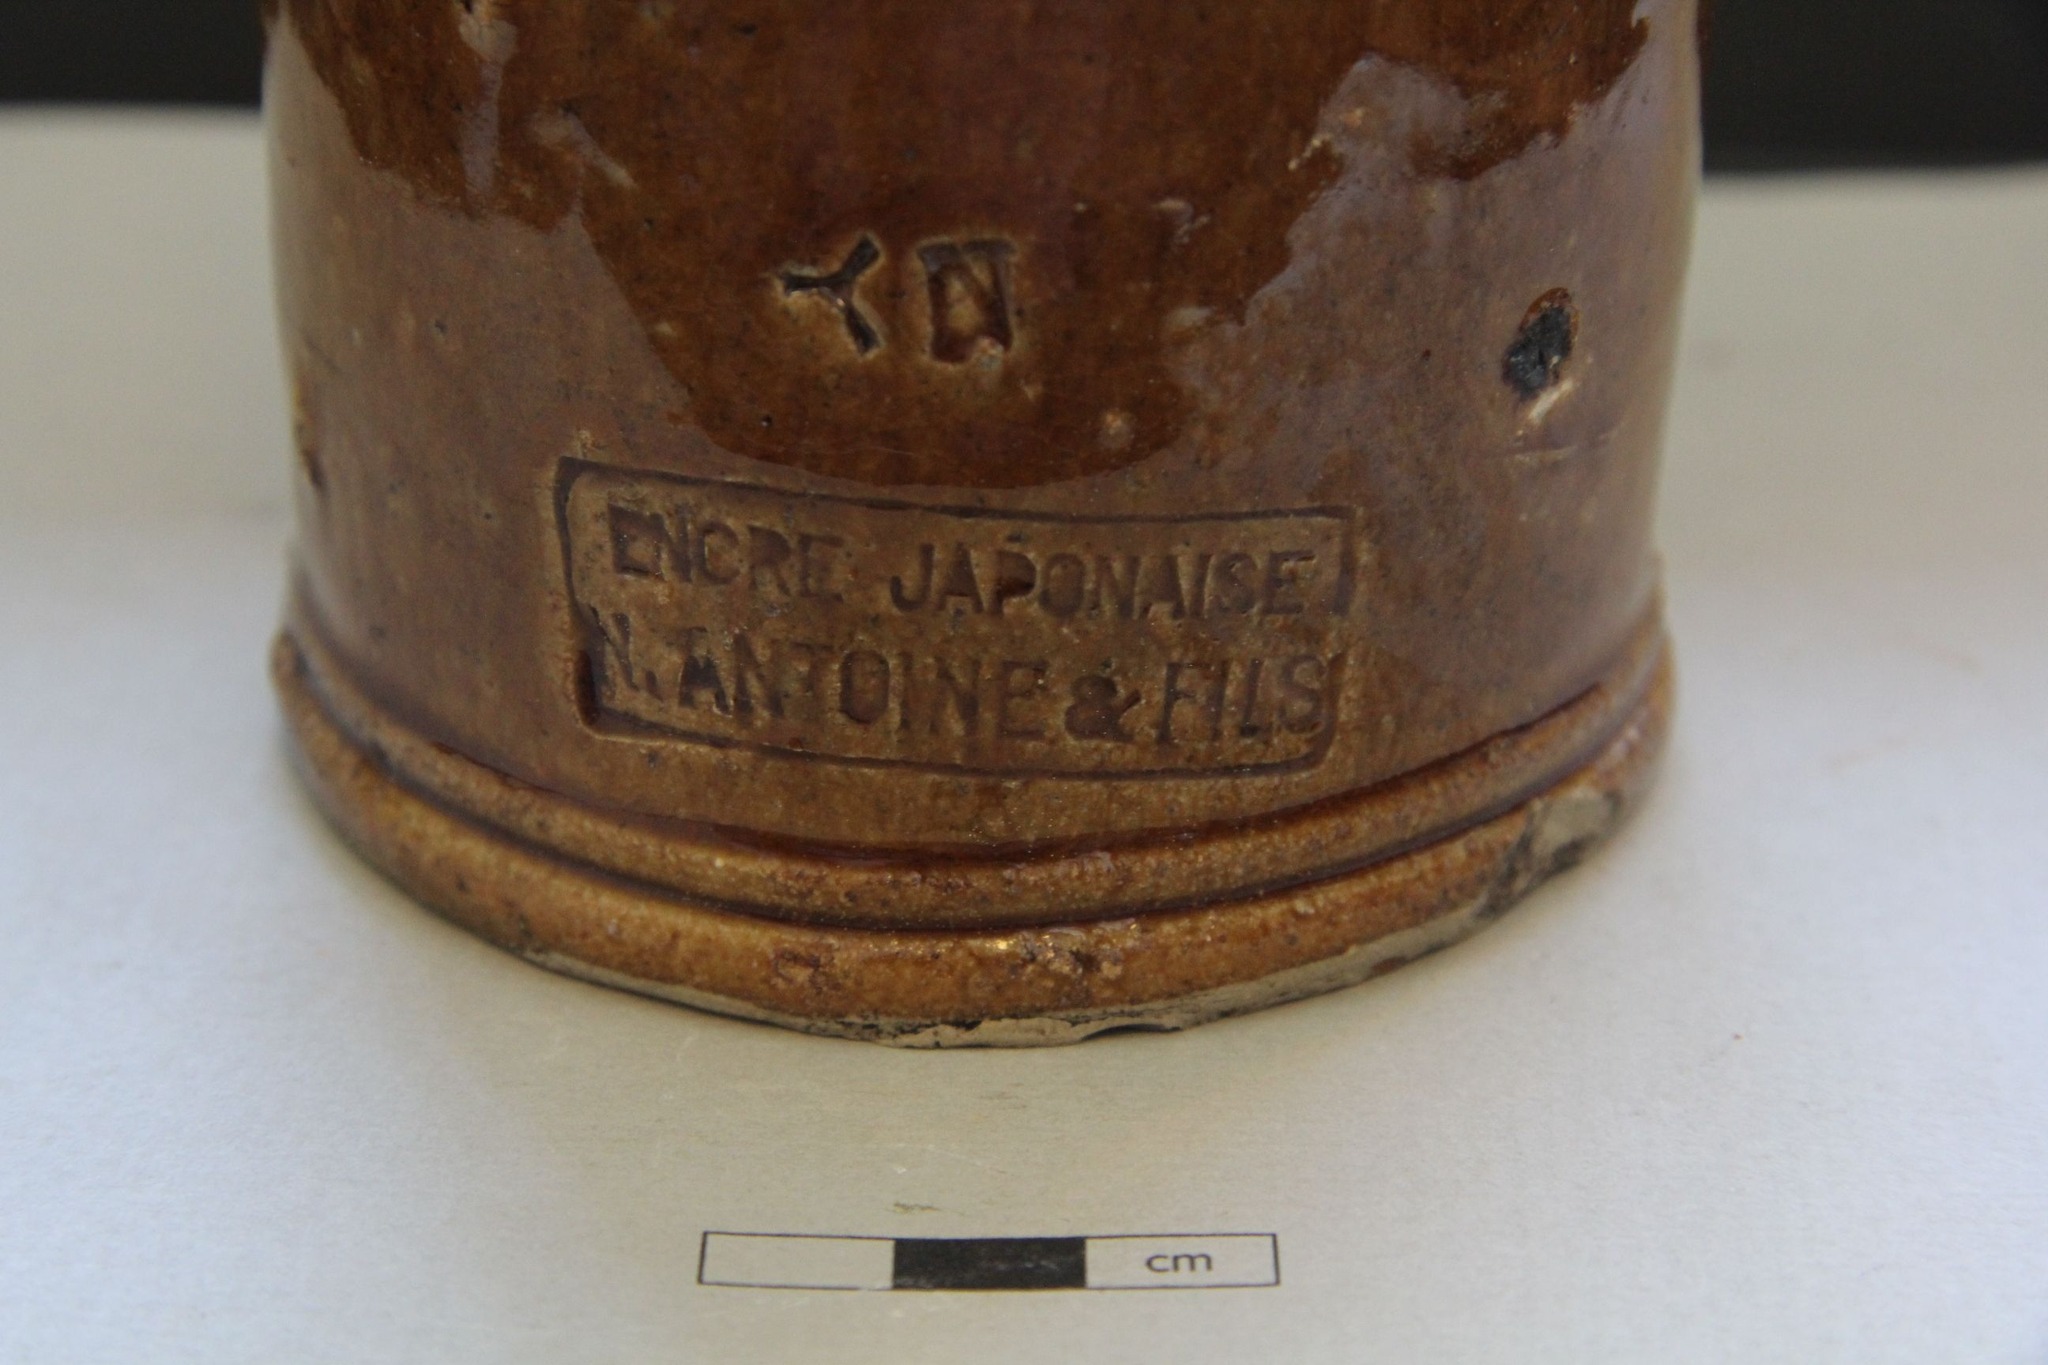 ENCRE JAPONAISE
N. ANTOINE & FILS
cm